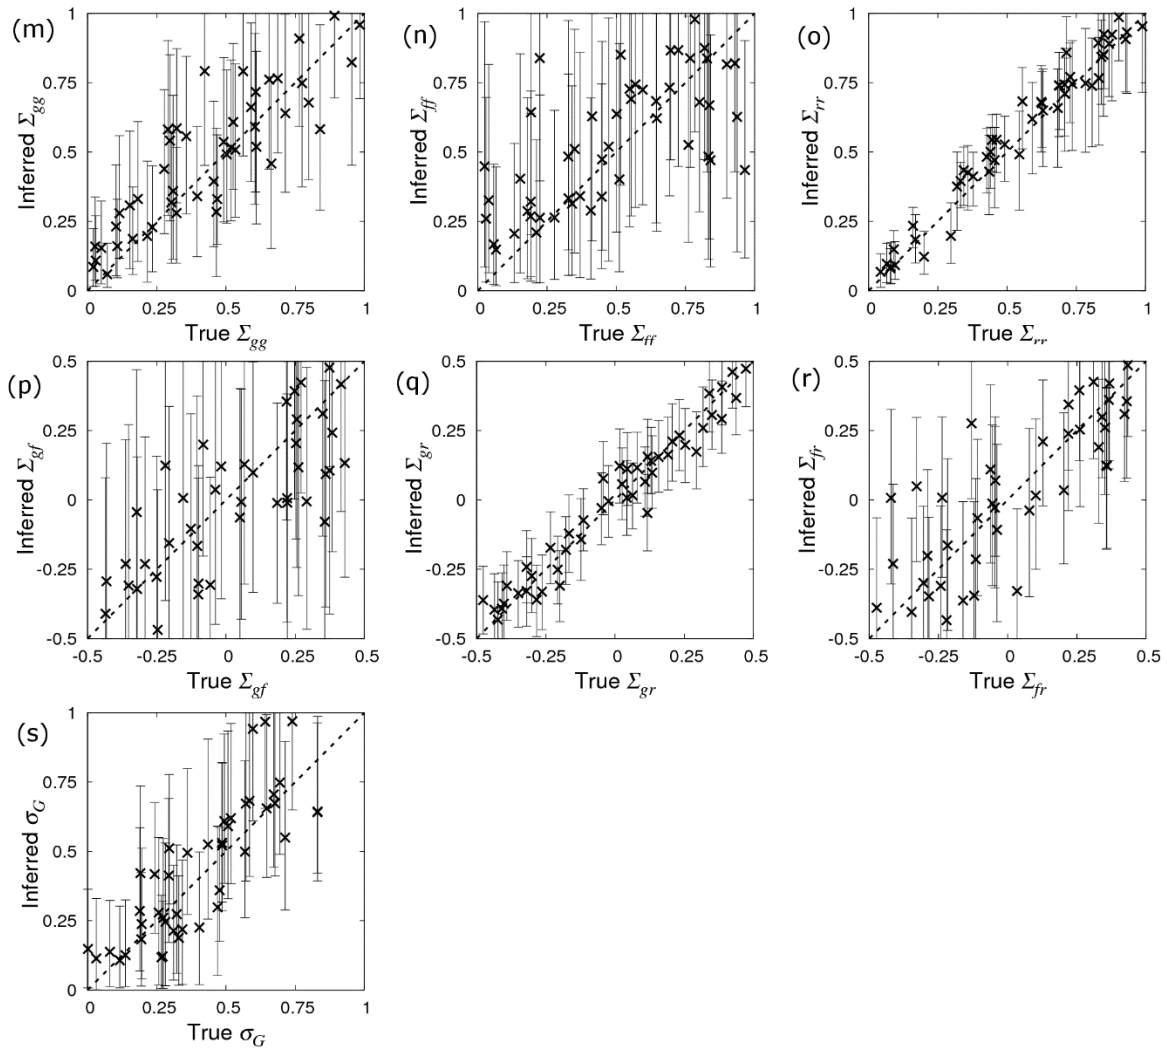 (m)
1
0.75
0.5
0.25
0
Inferred Σgg
0 0.25 0.5 0.75 1
True Σgg
(n)
1
0.75
0.5
0.25
0
Inferred Σff
0 0.25 0.5 0.75 1
True Σff
(o)
1
0.75
0.5
0.25
0
Inferred Σrr
0 0.25 0.5 0.75 1
True Σrr
(p)
0.5
0.25
0
-0.25
-0.5
Inferred Σgf
-0.5 -0.25 0 0.25 0.5
True Σgf
(q)
0.5
0.25
0
-0.25
-0.5
Inferred Σgr
-0.5 -0.25 0 0.25 0.5
True Σgr
(r)
0.5
0.25
0
-0.25
-0.5
Inferred Σfr
-0.5 -0.25 0 0.25 0.5
True Σfr
(s)
1
0.75
0.5
0.25
0
Inferred σG
0 0.25 0.5 0.75 1
True σG